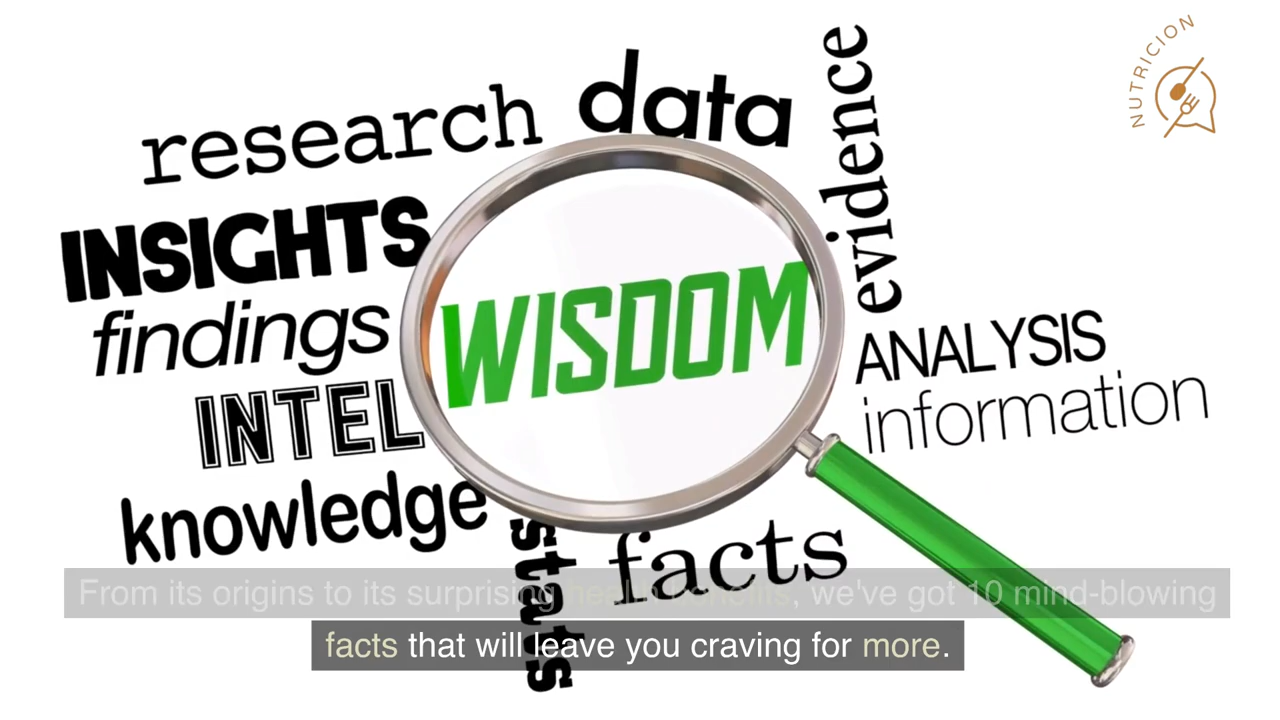 NUTRICION
evidence
research data
INSIGHTS
WISDOM
findings
ANALYSIS
INTEL
information
knowledge
stats
facts
From its origins to its surprising health benefits, we've got 10 mind-blowing
facts that will leave you craving for more.